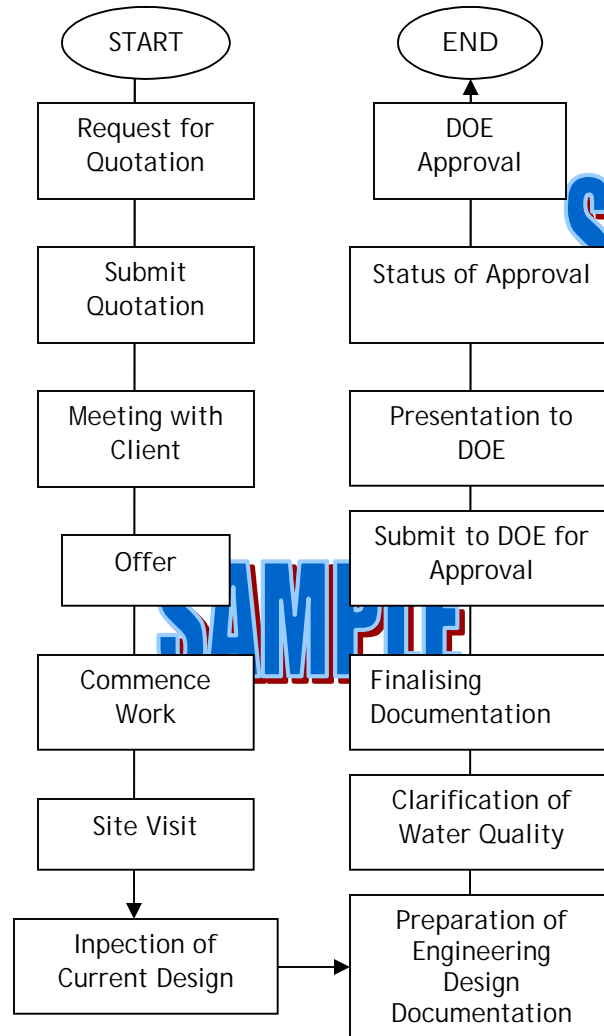 START
Request for
Quotation
Submit
Quotation
Meeting with
Client
Offer
Commence
Work
Site Visit
Inpection of
Current Design
END
DOE
Approval
Status of Approval
Presentation to
DOE
Submit to DOE for
Approval
Finalising
Documentation
Clarification of
Water Quality
Preparation of
Engineering
Design
Documentation
SAMPLE